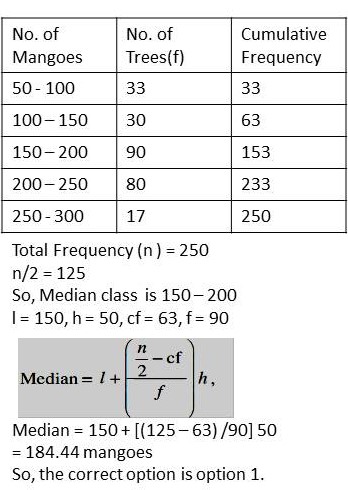 No. of Mangoes | No. of Trees(f) | Cumulative Frequency
50 - 100 | 33 | 33
100 – 150 | 30 | 63
150 – 200 | 90 | 153
200 – 250 | 80 | 233
250 - 300 | 17 | 250
Total Frequency (n ) = 250
n/2 = 125
So, Median class is 150 – 200
l = 150, h = 50, cf = 63, f = 90
Median = l + ( (n/2 – cf) / f ) h,
Median = 150 + [(125 – 63) /90] 50
= 184.44 mangoes
So, the correct option is option 1.